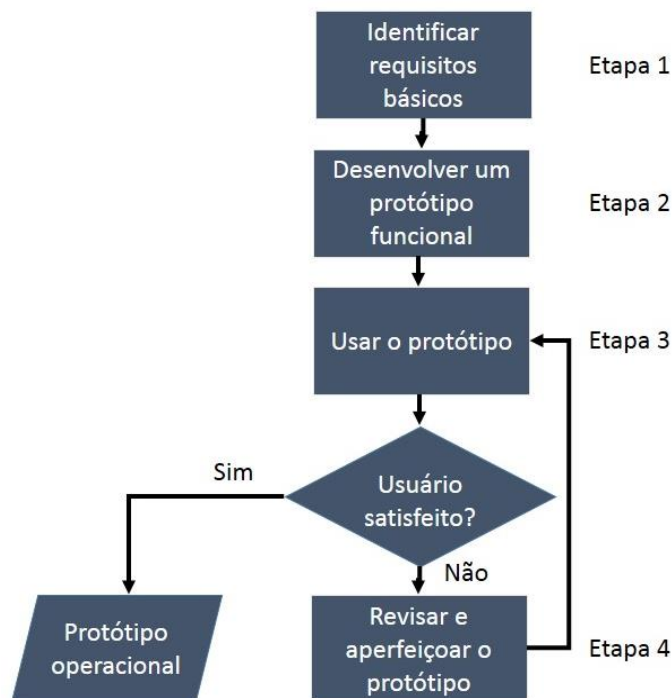 Identificar
requisitos
básicos
Etapa 1
Desenvolver um
protótipo
funcional
Etapa 2
Usar o protótipo
Etapa 3
Usuário
satisfeito?
Sim
Não
Protótipo
operacional
Revisar e
aperfeiçoar o
protótipo
Etapa 4